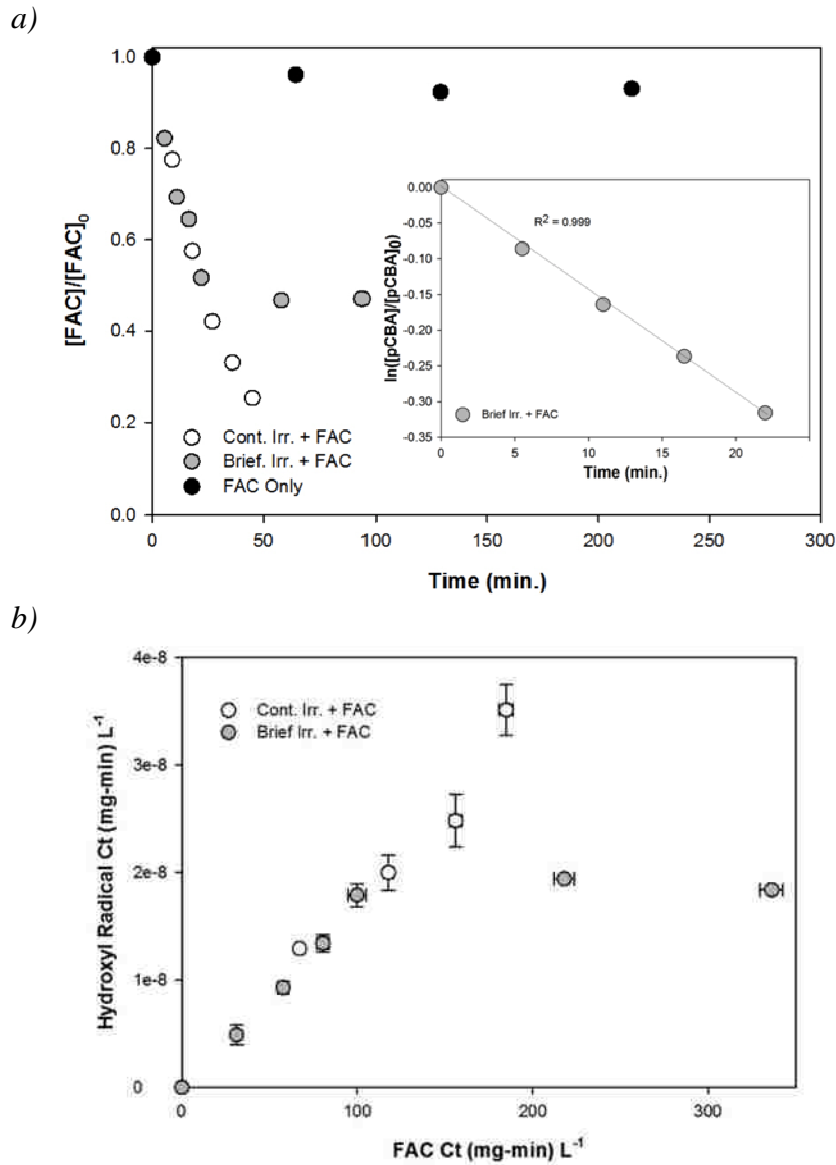 a)
1.0
0.8
0.6
0.4
0.2
0.0
[FAC]/[FAC]0
Cont. Irr. + FAC
Brief. Irr. + FAC
FAC Only
0 50 100 150 200 250 300
Time (min.)
0.00
-0.05
-0.10
-0.15
-0.20
-0.25
-0.30
-0.35
ln([pCBA]/[pCBA]0)
R2 = 0.999
Brief Irr. + FAC
0 5 10 15 20
Time (min.)
b)
4e-8
3e-8
2e-8
1e-8
0
Hydroxyl Radical Ct (mg-min) L-1
Cont. Irr. + FAC
Brief Irr. + FAC
0 100 200 300
FAC Ct (mg-min) L-1